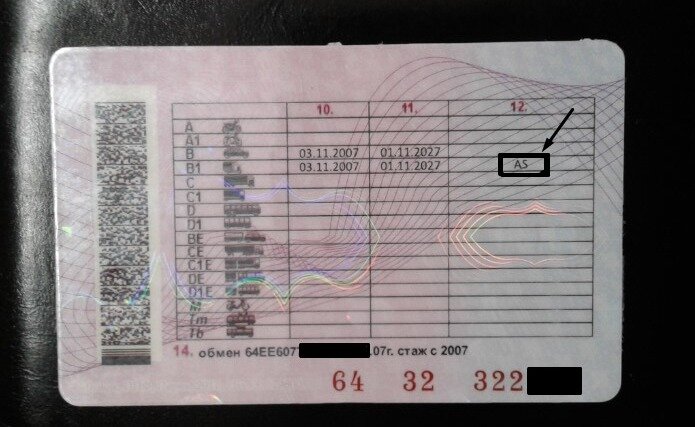 10. 11. 12.
A
A1
B 03.11.2007 01.11.2027
B1 03.11.2007 01.11.2027 AS
C
C1
D
D1
BE
CE
C1E
DE
D1E
M
Tm
Tb
14. обмен 64ЕЕ607 .07г. стаж с 2007
64 32 322